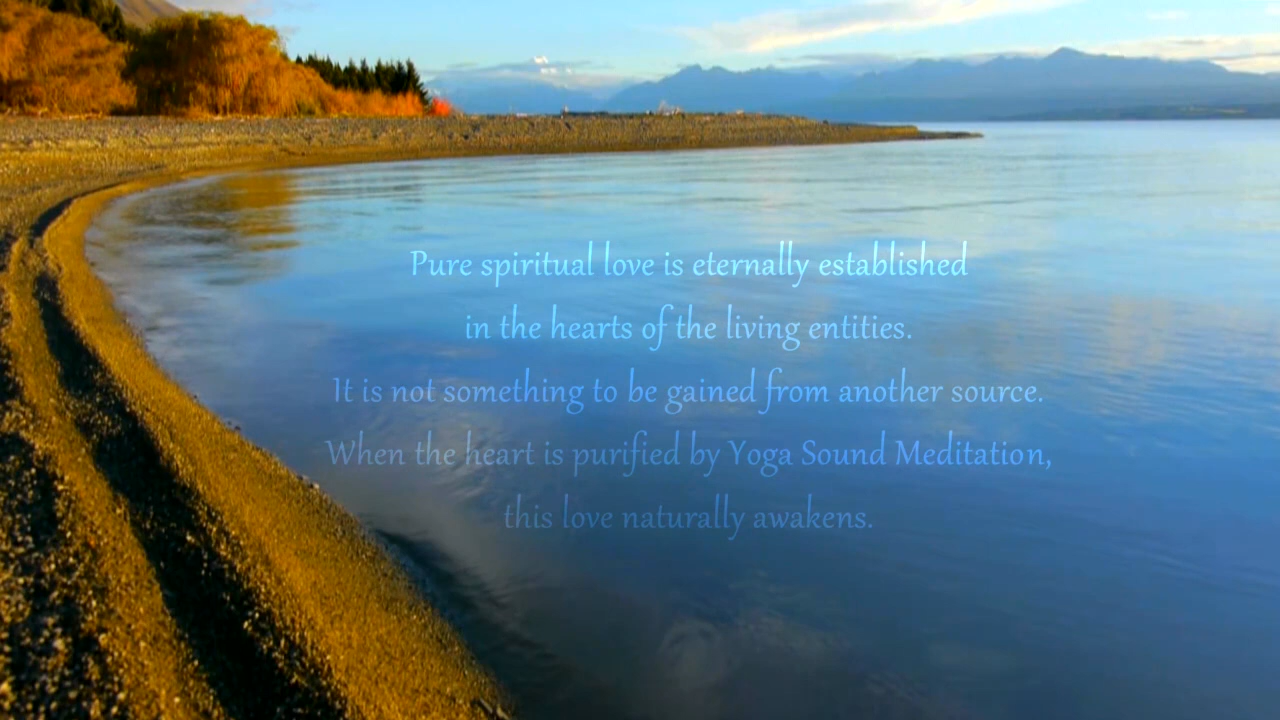 Pure spiritual love is eternally established
in the hearts of the living entities.
It is not something to be gained from another source.
When the heart is purified by Yoga Sound Meditation,
this love naturally awakens.